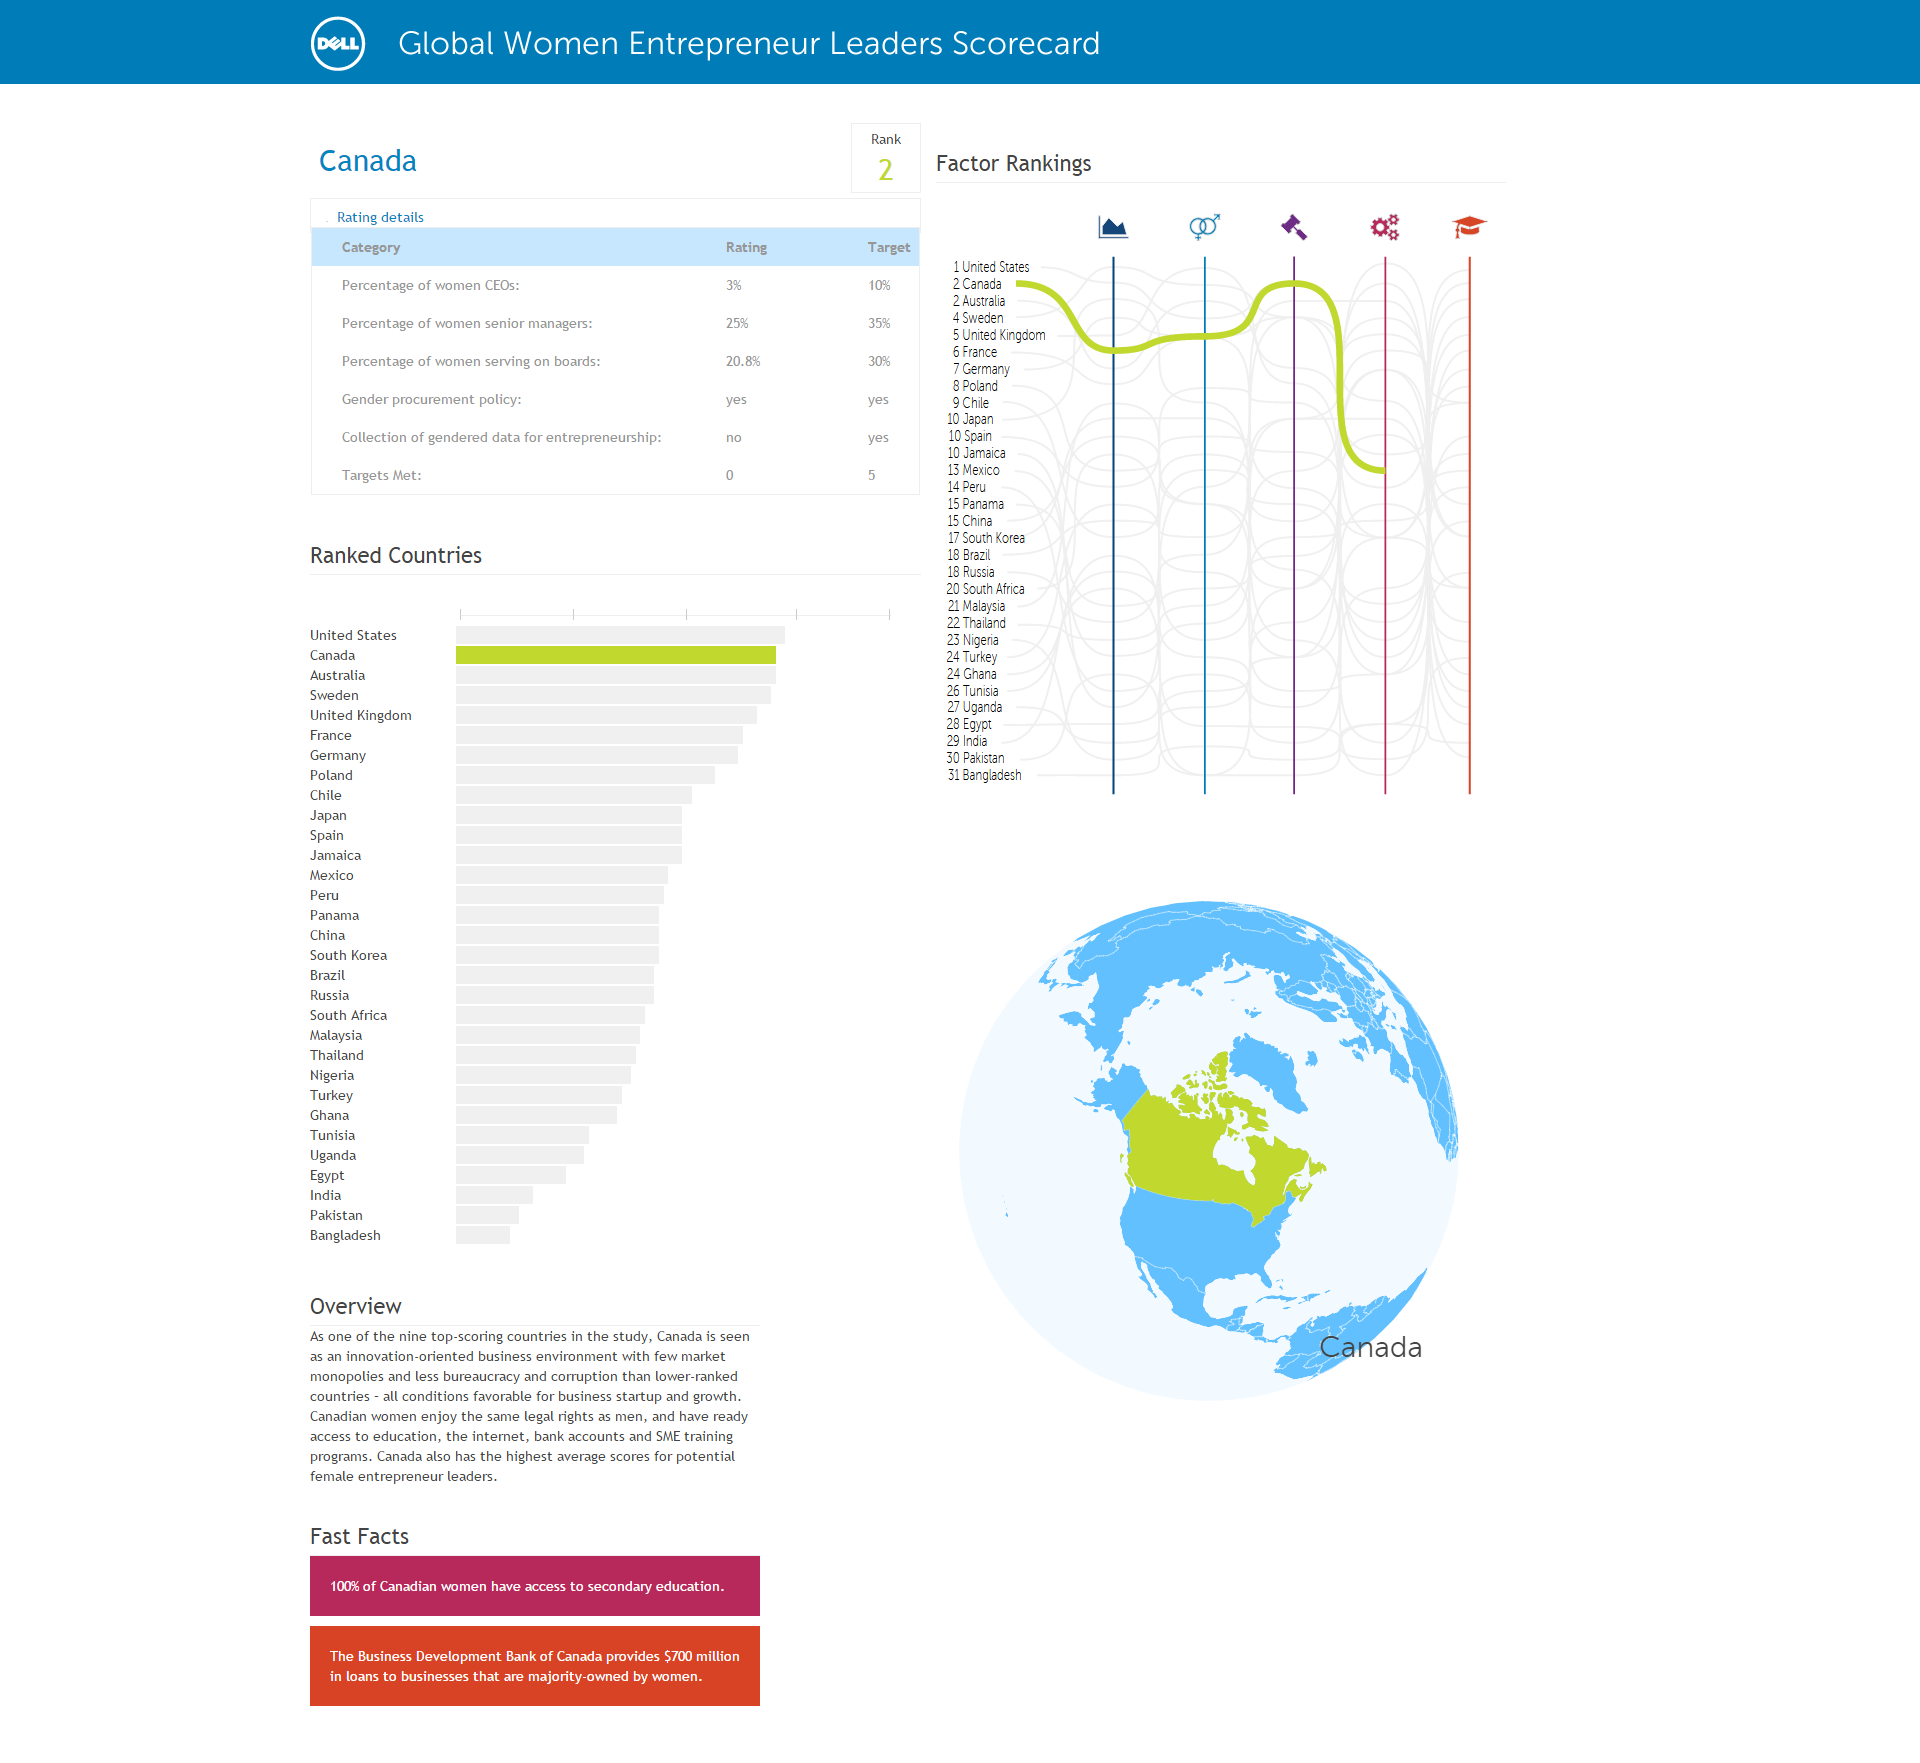 DELL
Global Women Entrepreneur Leaders Scorecard
Canada
Rank
2
Rating details
Category Rating Target
Percentage of women CEOs: 3% 10%
Percentage of women senior managers: 25% 35%
Percentage of women serving on boards: 20.8% 30%
Gender procurement policy: yes yes
Collection of gendered data for entrepreneurship: no yes
Targets Met: 0 5
Ranked Countries
United States
Canada
Australia
Sweden
United Kingdom
France
Germany
Poland
Chile
Japan
Spain
Jamaica
Mexico
Peru
Panama
China
South Korea
Brazil
Russia
South Africa
Malaysia
Thailand
Nigeria
Turkey
Ghana
Tunisia
Uganda
Egypt
India
Pakistan
Bangladesh
Overview
As one of the nine top-scoring countries in the study, Canada is seen
as an innovation-oriented business environment with few market
monopolies and less bureaucracy and corruption than lower-ranked
countries – all conditions favorable for business startup and growth.
Canadian women enjoy the same legal rights as men, and have ready
access to education, the internet, bank accounts and SME training
programs. Canada also has the highest average scores for potential
female entrepreneur leaders.
Fast Facts
100% of Canadian women have access to secondary education.
The Business Development Bank of Canada provides $700 million
in loans to businesses that are majority-owned by women.
Factor Rankings
1 United States
2 Canada
2 Australia
4 Sweden
5 United Kingdom
6 France
7 Germany
8 Poland
9 Chile
10 Japan
10 Spain
10 Jamaica
13 Mexico
14 Peru
15 Panama
15 China
17 South Korea
18 Brazil
18 Russia
20 South Africa
21 Malaysia
22 Thailand
23 Nigeria
24 Turkey
24 Ghana
26 Tunisia
27 Uganda
28 Egypt
29 India
30 Pakistan
31 Bangladesh
Canada